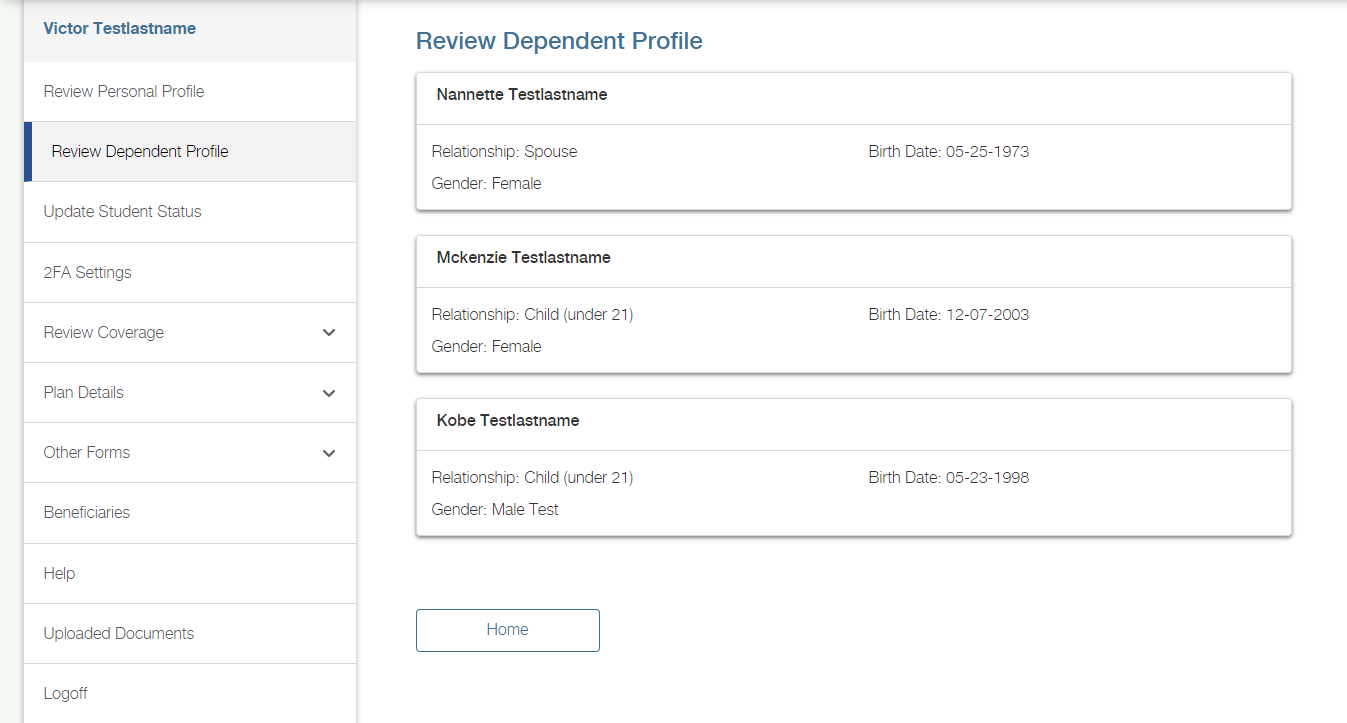 Victor Testlastname
Review Personal Profile
Review Dependent Profile
Update Student Status
2FA Settings
Review Coverage
Plan Details
Other Forms
Beneficiaries
Help
Uploaded Documents
Logoff
Review Dependent Profile
Nannette Testlastname
Relationship: Spouse
Birth Date: 05-25-1973
Gender: Female
Mckenzie Testlastname
Relationship: Child (under 21)
Birth Date: 12-07-2003
Gender: Female
Kobe Testlastname
Relationship: Child (under 21)
Birth Date: 05-23-1998
Gender: Male Test
Home